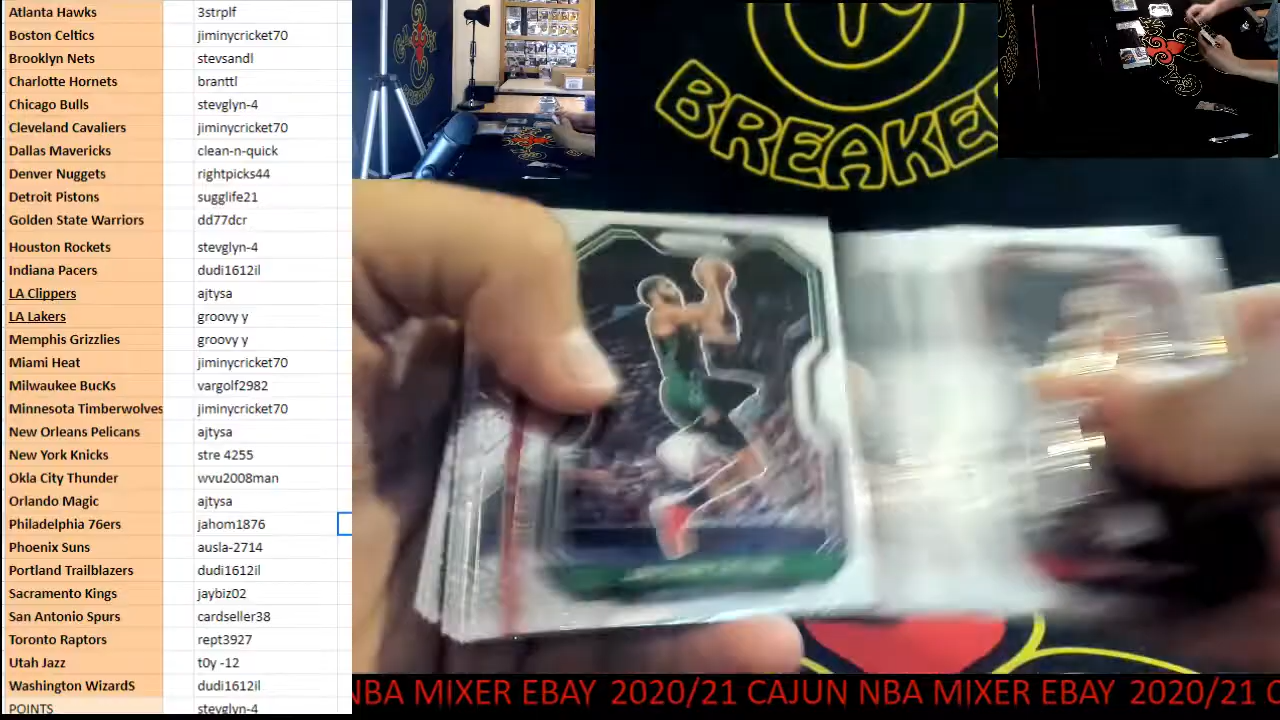 Atlanta Hawks 3strplf
Boston Celtics jiminycricket70
Brooklyn Nets stevsandl
Charlotte Hornets branttl
Chicago Bulls stevglyn-4
Cleveland Cavaliers jiminycricket70
Dallas Mavericks clean-n-quick
Denver Nuggets rightpicks44
Detroit Pistons sugglife21
Golden State Warriors dd77dcr
Houston Rockets stevglyn-4
Indiana Pacers dudi1612il
LA Clippers ajtysa
LA Lakers groovy y
Memphis Grizzlies groovy y
Miami Heat jiminycricket70
Milwaukee BucKs vargolf2982
Minnesota Timberwolves jiminycricket70
New Orleans Pelicans ajtysa
New York Knicks stre 4255
Okla City Thunder wvu2008man
Orlando Magic ajtysa
Philadelphia 76ers jahom1876
Phoenix Suns ausla-2714
Portland Trailblazers dudi1612il
Sacramento Kings jaybiz02
San Antonio Spurs cardseller38
Toronto Raptors rept3927
Utah Jazz t0y -12
Washington WizardS dudi1612il
POINTS stevglyn-4
BREAKE
NBA MIXER EBAY 2020/21 CAJUN NBA MIXER EBAY 2020/21 C